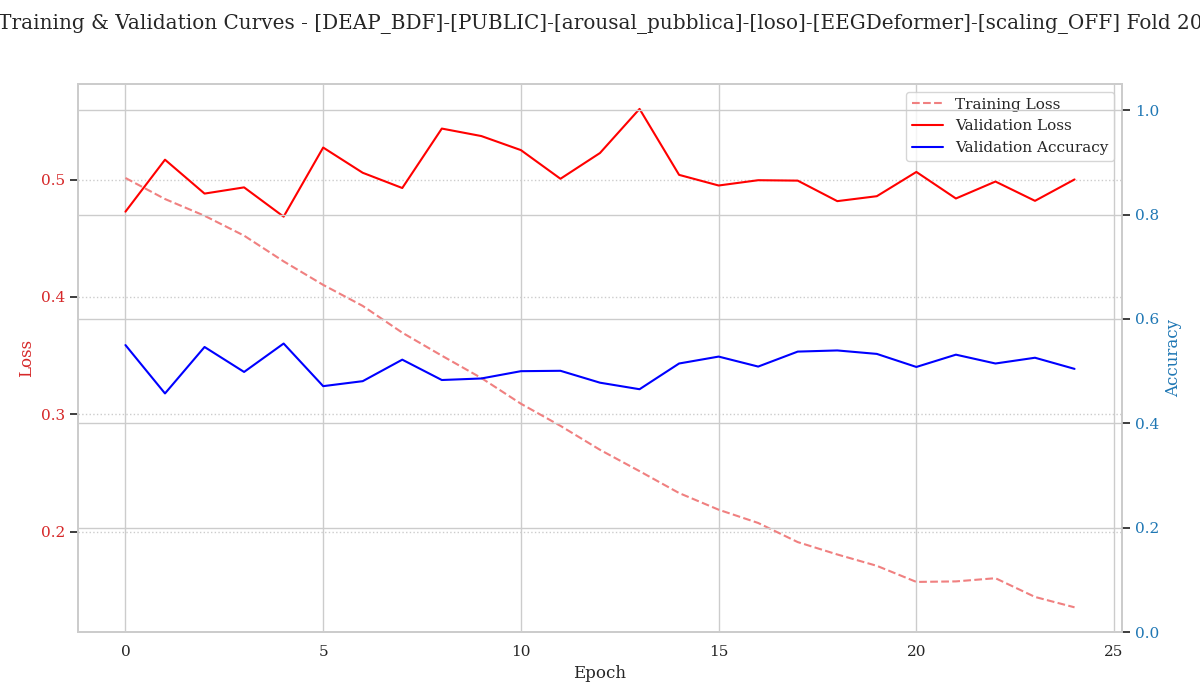 Training & Validation Curves - [DEAP_BDF]-[PUBLIC]-[arousal_pubblica]-[loso]-[EEGDeformer]-[scaling_OFF] Fold 20
Training Loss
Validation Loss
Validation Accuracy
0.5
0.4
0.3
0.2
Loss
1.0
0.8
0.6
0.4
0.2
0.0
Accuracy
0
5
10
15
20
25
Epoch